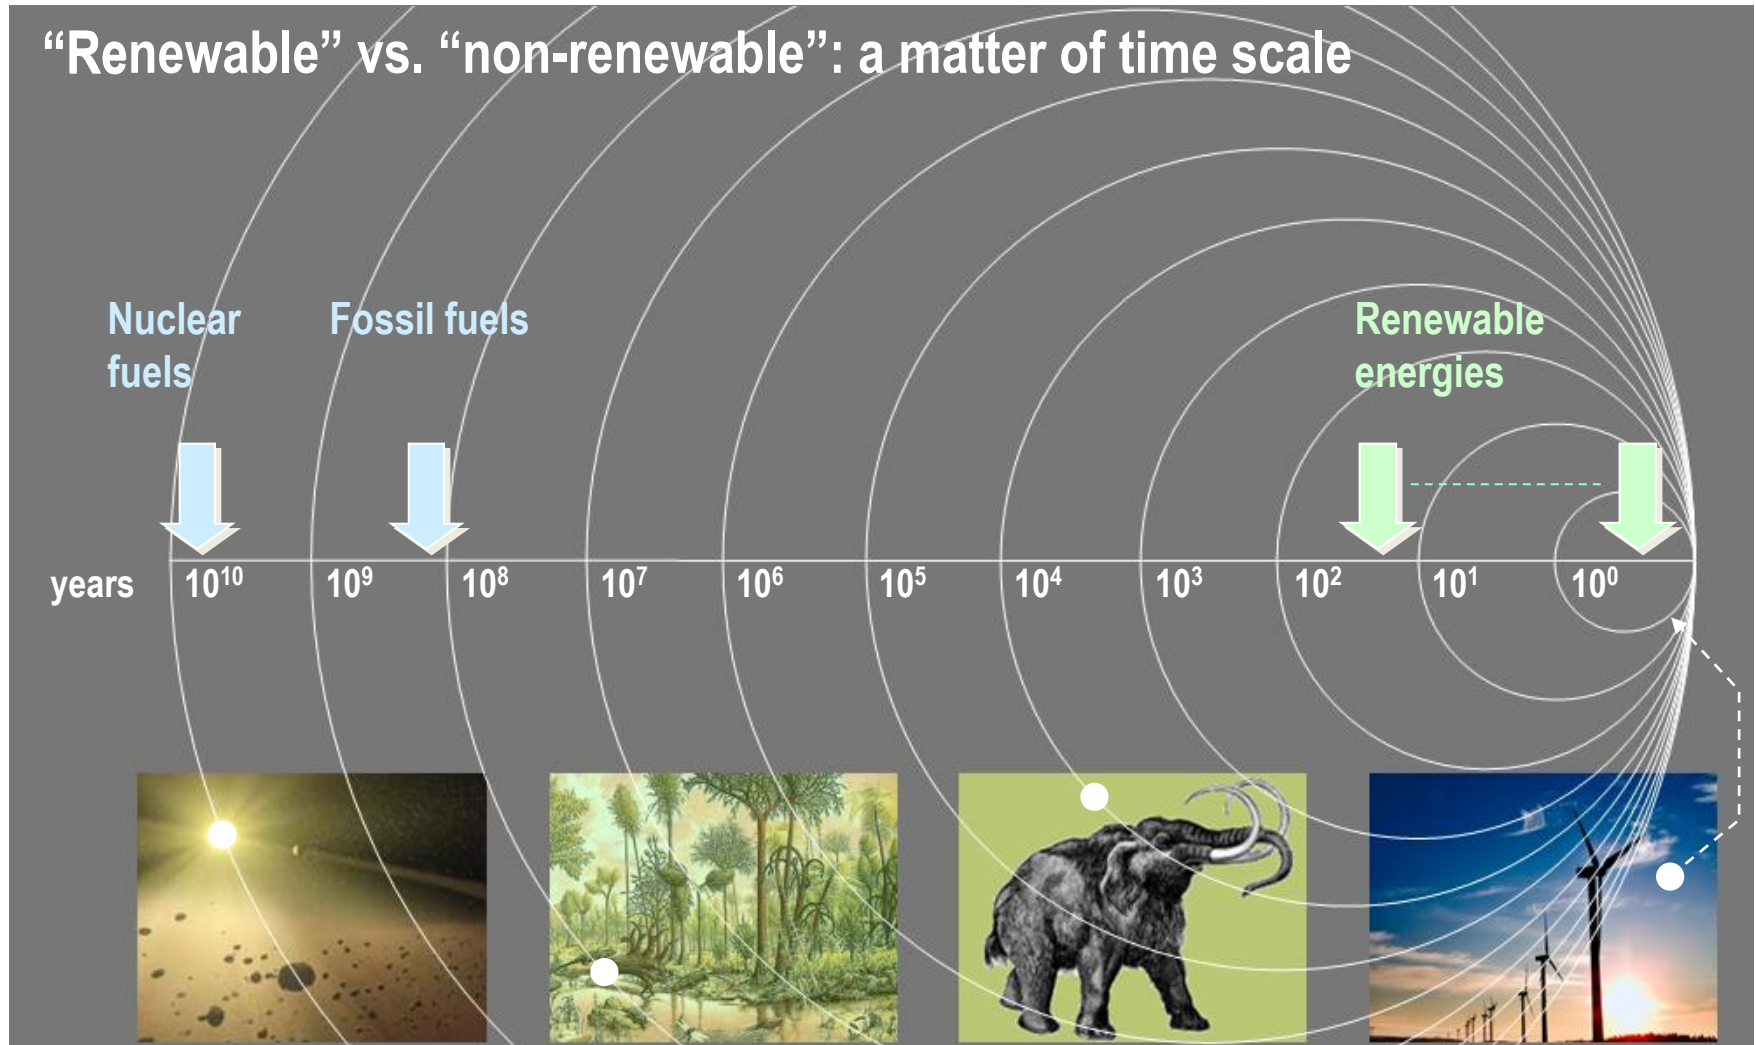 “Renewable” vs. “non-renewable”: a matter of time scale
Nuclear
fuels
Fossil fuels
Renewable
energies
years 10¹⁰ 10⁹ 10⁸ 10⁷ 10⁶ 10⁵ 10⁴ 10³ 10² 10¹ 10⁰